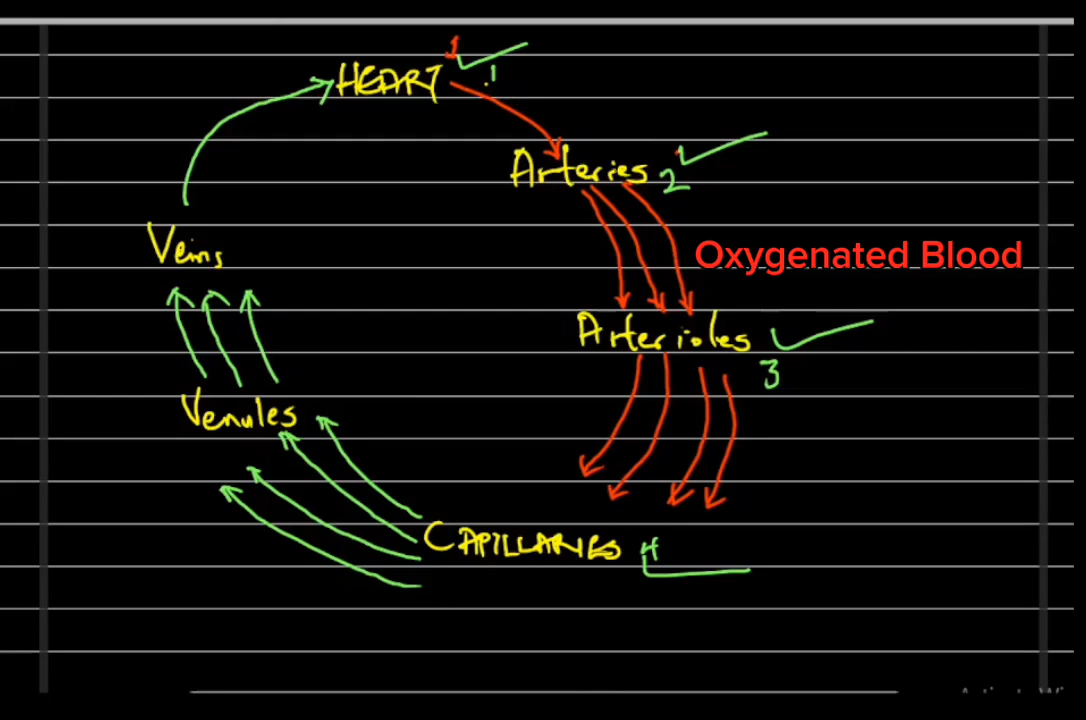 HEART 1
.1
Arteries
2
Oxygenated Blood
Arterioles
3
Veins
Venules
CAPILLARIES 4